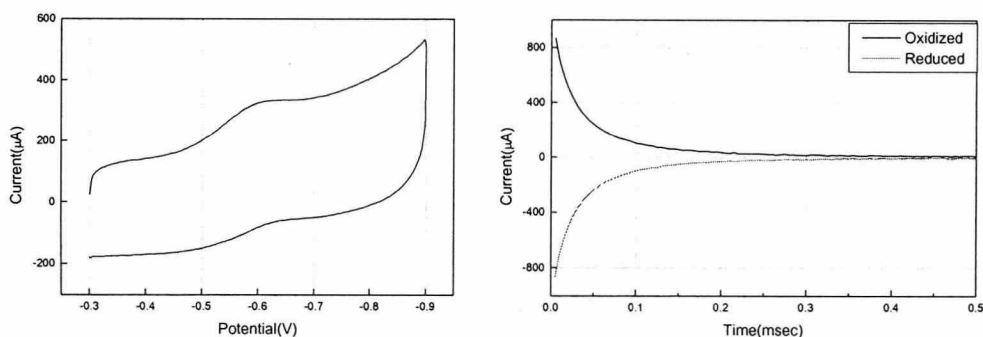 600
400
200
0
-200
Current(μA)
-0.3 -0.4 -0.5 -0.6 -0.7 -0.8 -0.9
Potential(V)
800
400
0
-400
-800
Current(μA)
Oxidized
Reduced
0.0 0.1 0.2 0.3 0.4 0.5
Time(msec)